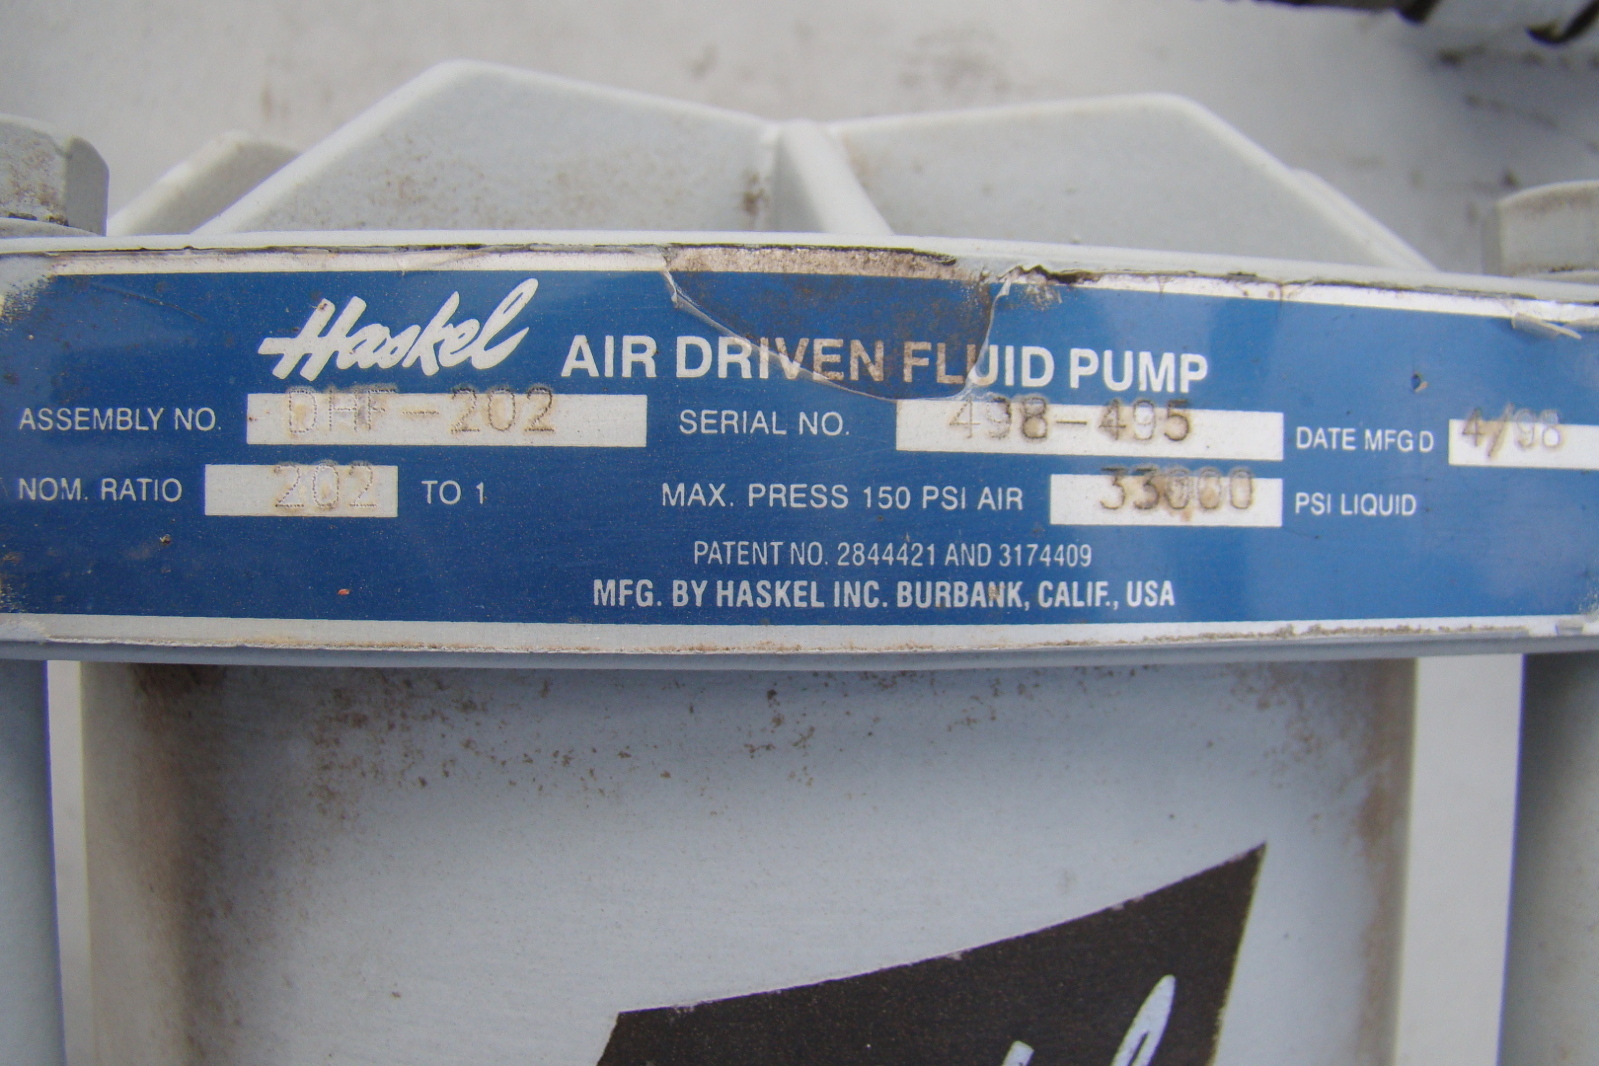 Haskel AIR DRIVEN FLUID PUMP
ASSEMBLY NO. DHF-202 SERIAL NO. 498-495 DATE MFG D 4/98
NOM. RATIO 202 TO 1 MAX. PRESS 150 PSI AIR 33000 PSI LIQUID
PATENT NO. 2844421 AND 3174409
MFG. BY HASKEL INC. BURBANK, CALIF., USA